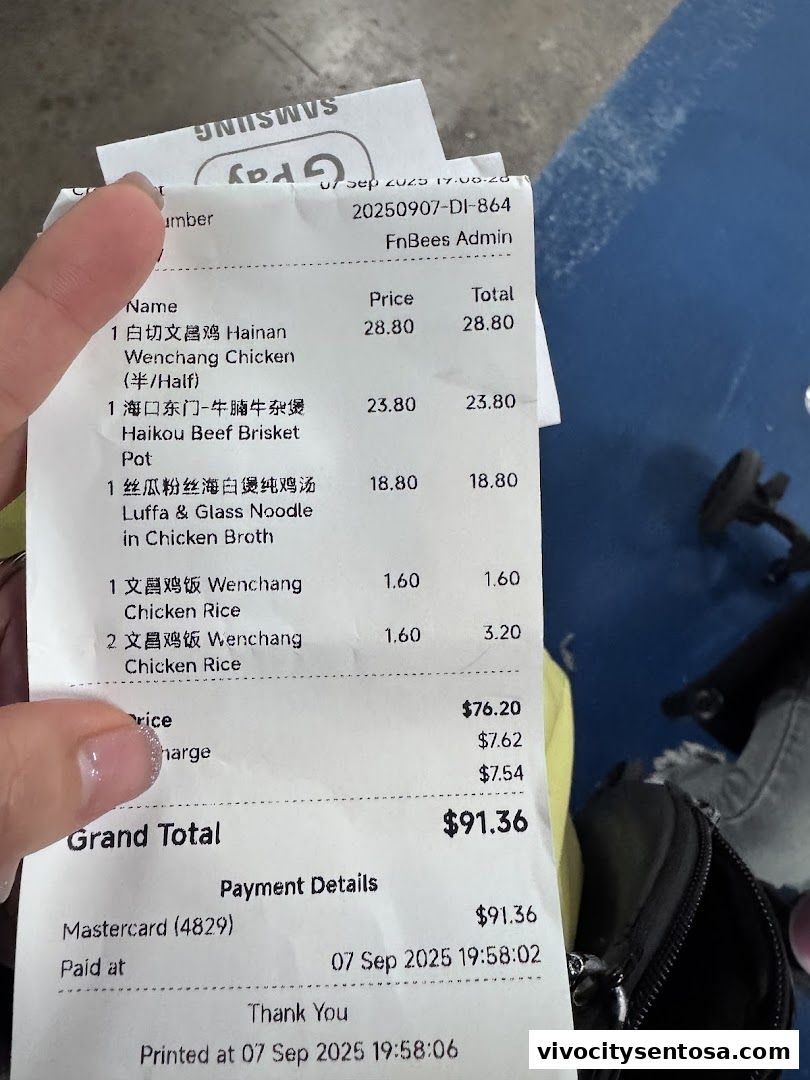 SAMSUNG
G Pay
07 Sep 2025 19:08:28
umber 20250907-DI-864
FnBees Admin
Name Price Total
1 白切文昌鸡 Hainan 28.80 28.80
Wenchang Chicken
(半/Half)
1 海口东门-牛腩牛杂煲 23.80 23.80
Haikou Beef Brisket
Pot
1 丝瓜粉丝海白煲纯鸡汤 18.80 18.80
Luffa & Glass Noodle
in Chicken Broth
1 文昌鸡饭 Wenchang 1.60 1.60
Chicken Rice
2 文昌鸡饭 Wenchang 1.60 3.20
Chicken Rice
Price $76.20
harge $7.62
$7.54
Grand Total $91.36
Payment Details
Mastercard (4829) $91.36
Paid at 07 Sep 2025 19:58:02
Thank You
Printed at 07 Sep 2025 19:58:06
vivocitysentosa.com